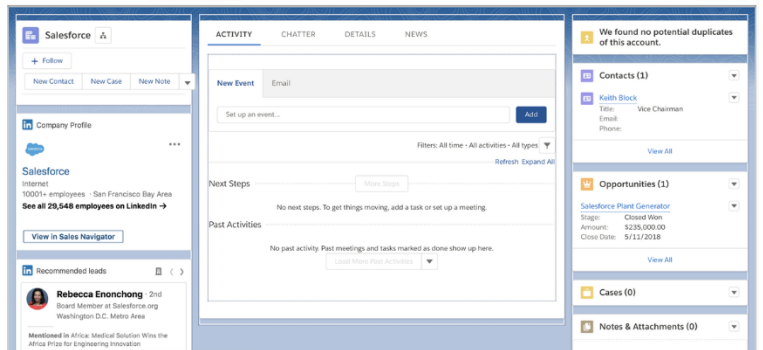 Salesforce
+ Follow
New Contact
New Case
New Note
Company Profile
Salesforce
Internet
10001+ employees · San Francisco Bay Area
See all 29,548 employees on LinkedIn →
View in Sales Navigator
Recommended leads
Rebecca Enonchong · 2nd
Board Member at Salesforce.org
Washington D.C. Metro Area
Mentioned in Africa: Medical Solution Wins the
Africa Prize for Engineering Innovation
ACTIVITY
CHATTER
DETAILS
NEWS
New Event
Email
Set up an event...
Add
Filters: All time · All activities · All types
Refresh Expand All
Next Steps
More Steps
No next steps. To get things moving, add a task or set up a meeting.
Past Activities
No past activity. Past meetings and tasks marked as done show up here.
Load More Past Activities
We found no potential duplicates
of this account.
Contacts (1)
Keith Block
Title: Vice Chairman
Email:
Phone:
View All
Opportunities (1)
Salesforce Plant Generator
Stage: Closed Won
Amount: $235,000.00
Close Date: 5/11/2018
View All
Cases (0)
Notes & Attachments (0)